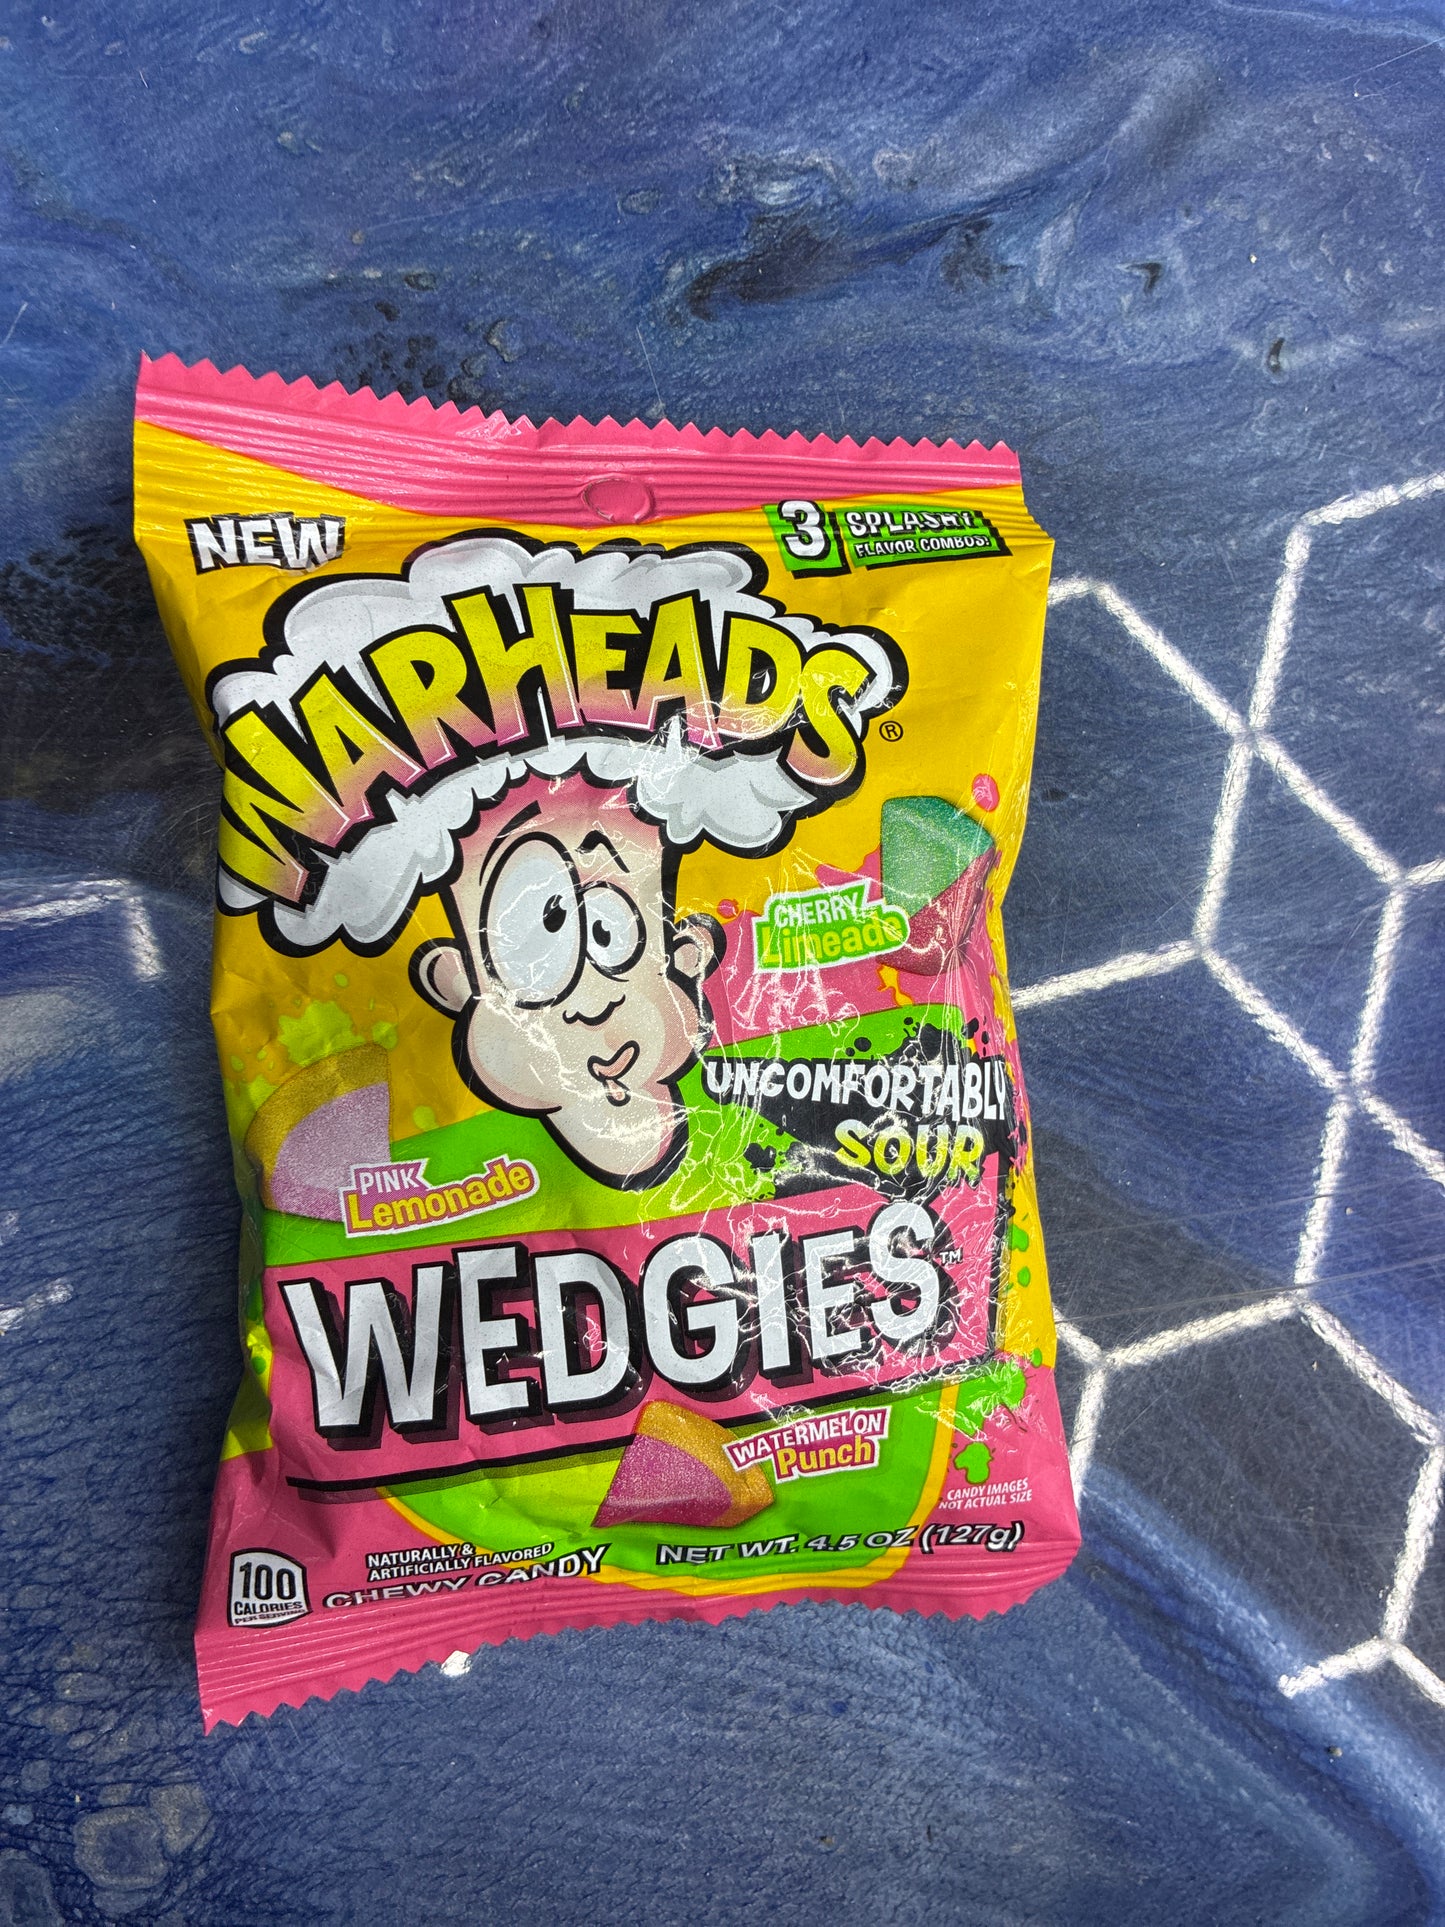 NEW
3 SPLASHY
FLAVOR COMBOS!
WARHEADS®
CHERRY
Limeade
UNCOMFORTABLY
SOUR
PINK
Lemonade
WEDGIES™
WATERMELON
Punch
CANDY IMAGES
NOT ACTUAL SIZE
100
CALORIES
PER SERVING
NATURALLY &
ARTIFICIALLY FLAVORED
CHEWY CANDY
NET WT. 4.5 OZ (127g)